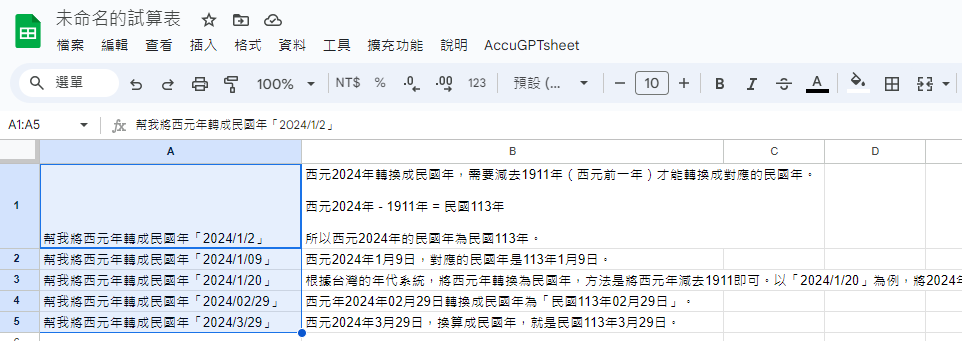 未命名的試算表
檔案 編輯 查看 插入 格式 資料 工具 擴充功能 說明 AccuGPTsheet
選單 100% NT$ % .0 .00 123 預設 (... 10 B I A
A1:A5 fx 幫我將西元年轉成民國年「2024/1/2」
A B C D
西元2024年轉換成民國年，需要減去1911年（西元前一年）才能轉換成對應的民國年。
西元2024年 - 1911年 = 民國113年
1 幫我將西元年轉成民國年「2024/1/2」 所以西元2024年的民國年為民國113年。
2 幫我將西元年轉成民國年「2024/1/09」 西元2024年1月9日，對應的民國年是113年1月9日。
3 幫我將西元年轉成民國年「2024/1/20」 根據台灣的年代系統，將西元年轉換為民國年，方法是將西元年減去1911即可。以「2024/1/20」為例，將2024年
4 幫我將西元年轉成民國年「2024/02/29」 西元年2024年02月29日轉換成民國年為「民國113年02月29日」。
5 幫我將西元年轉成民國年「2024/3/29」 西元2024年3月29日，換算成民國年，就是民國113年3月29日。